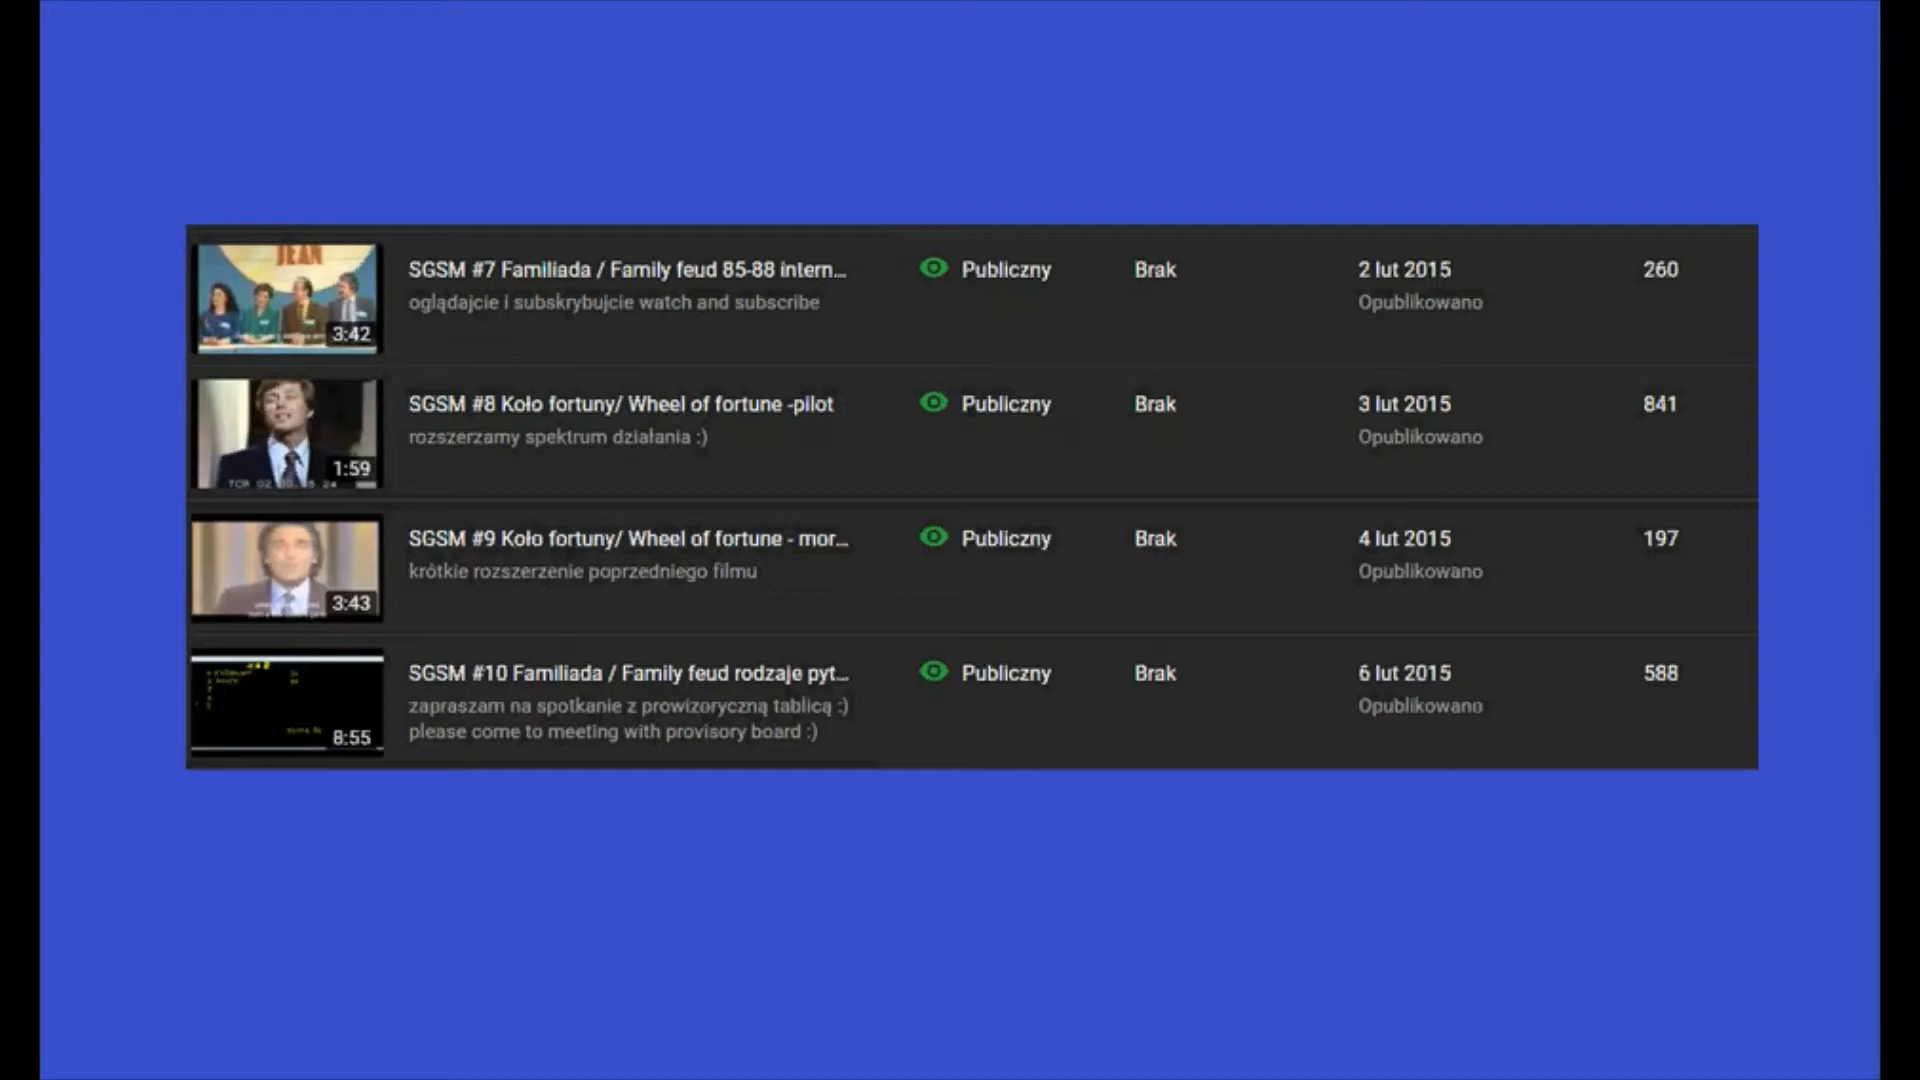 JEAN
3:42
SGSM #7 Familiada / Family feud 85-88 intern...
oglądajcie i subskrybujcie watch and subscribe
Publiczny
Brak
2 lut 2015
Opublikowano
260
1:59
SGSM #8 Koło fortuny/ Wheel of fortune -pilot
rozszerzamy spektrum działania :)
Publiczny
Brak
3 lut 2015
Opublikowano
841
3:43
SGSM #9 Koło fortuny/ Wheel of fortune - mor...
krótkie rozszerzenie poprzedniego filmu
Publiczny
Brak
4 lut 2015
Opublikowano
197
8:55
SGSM #10 Familiada / Family feud rodzaje pyt...
zapraszam na spotkanie z prowizoryczną tablicą :)
please come to meeting with provisory board :)
Publiczny
Brak
6 lut 2015
Opublikowano
588